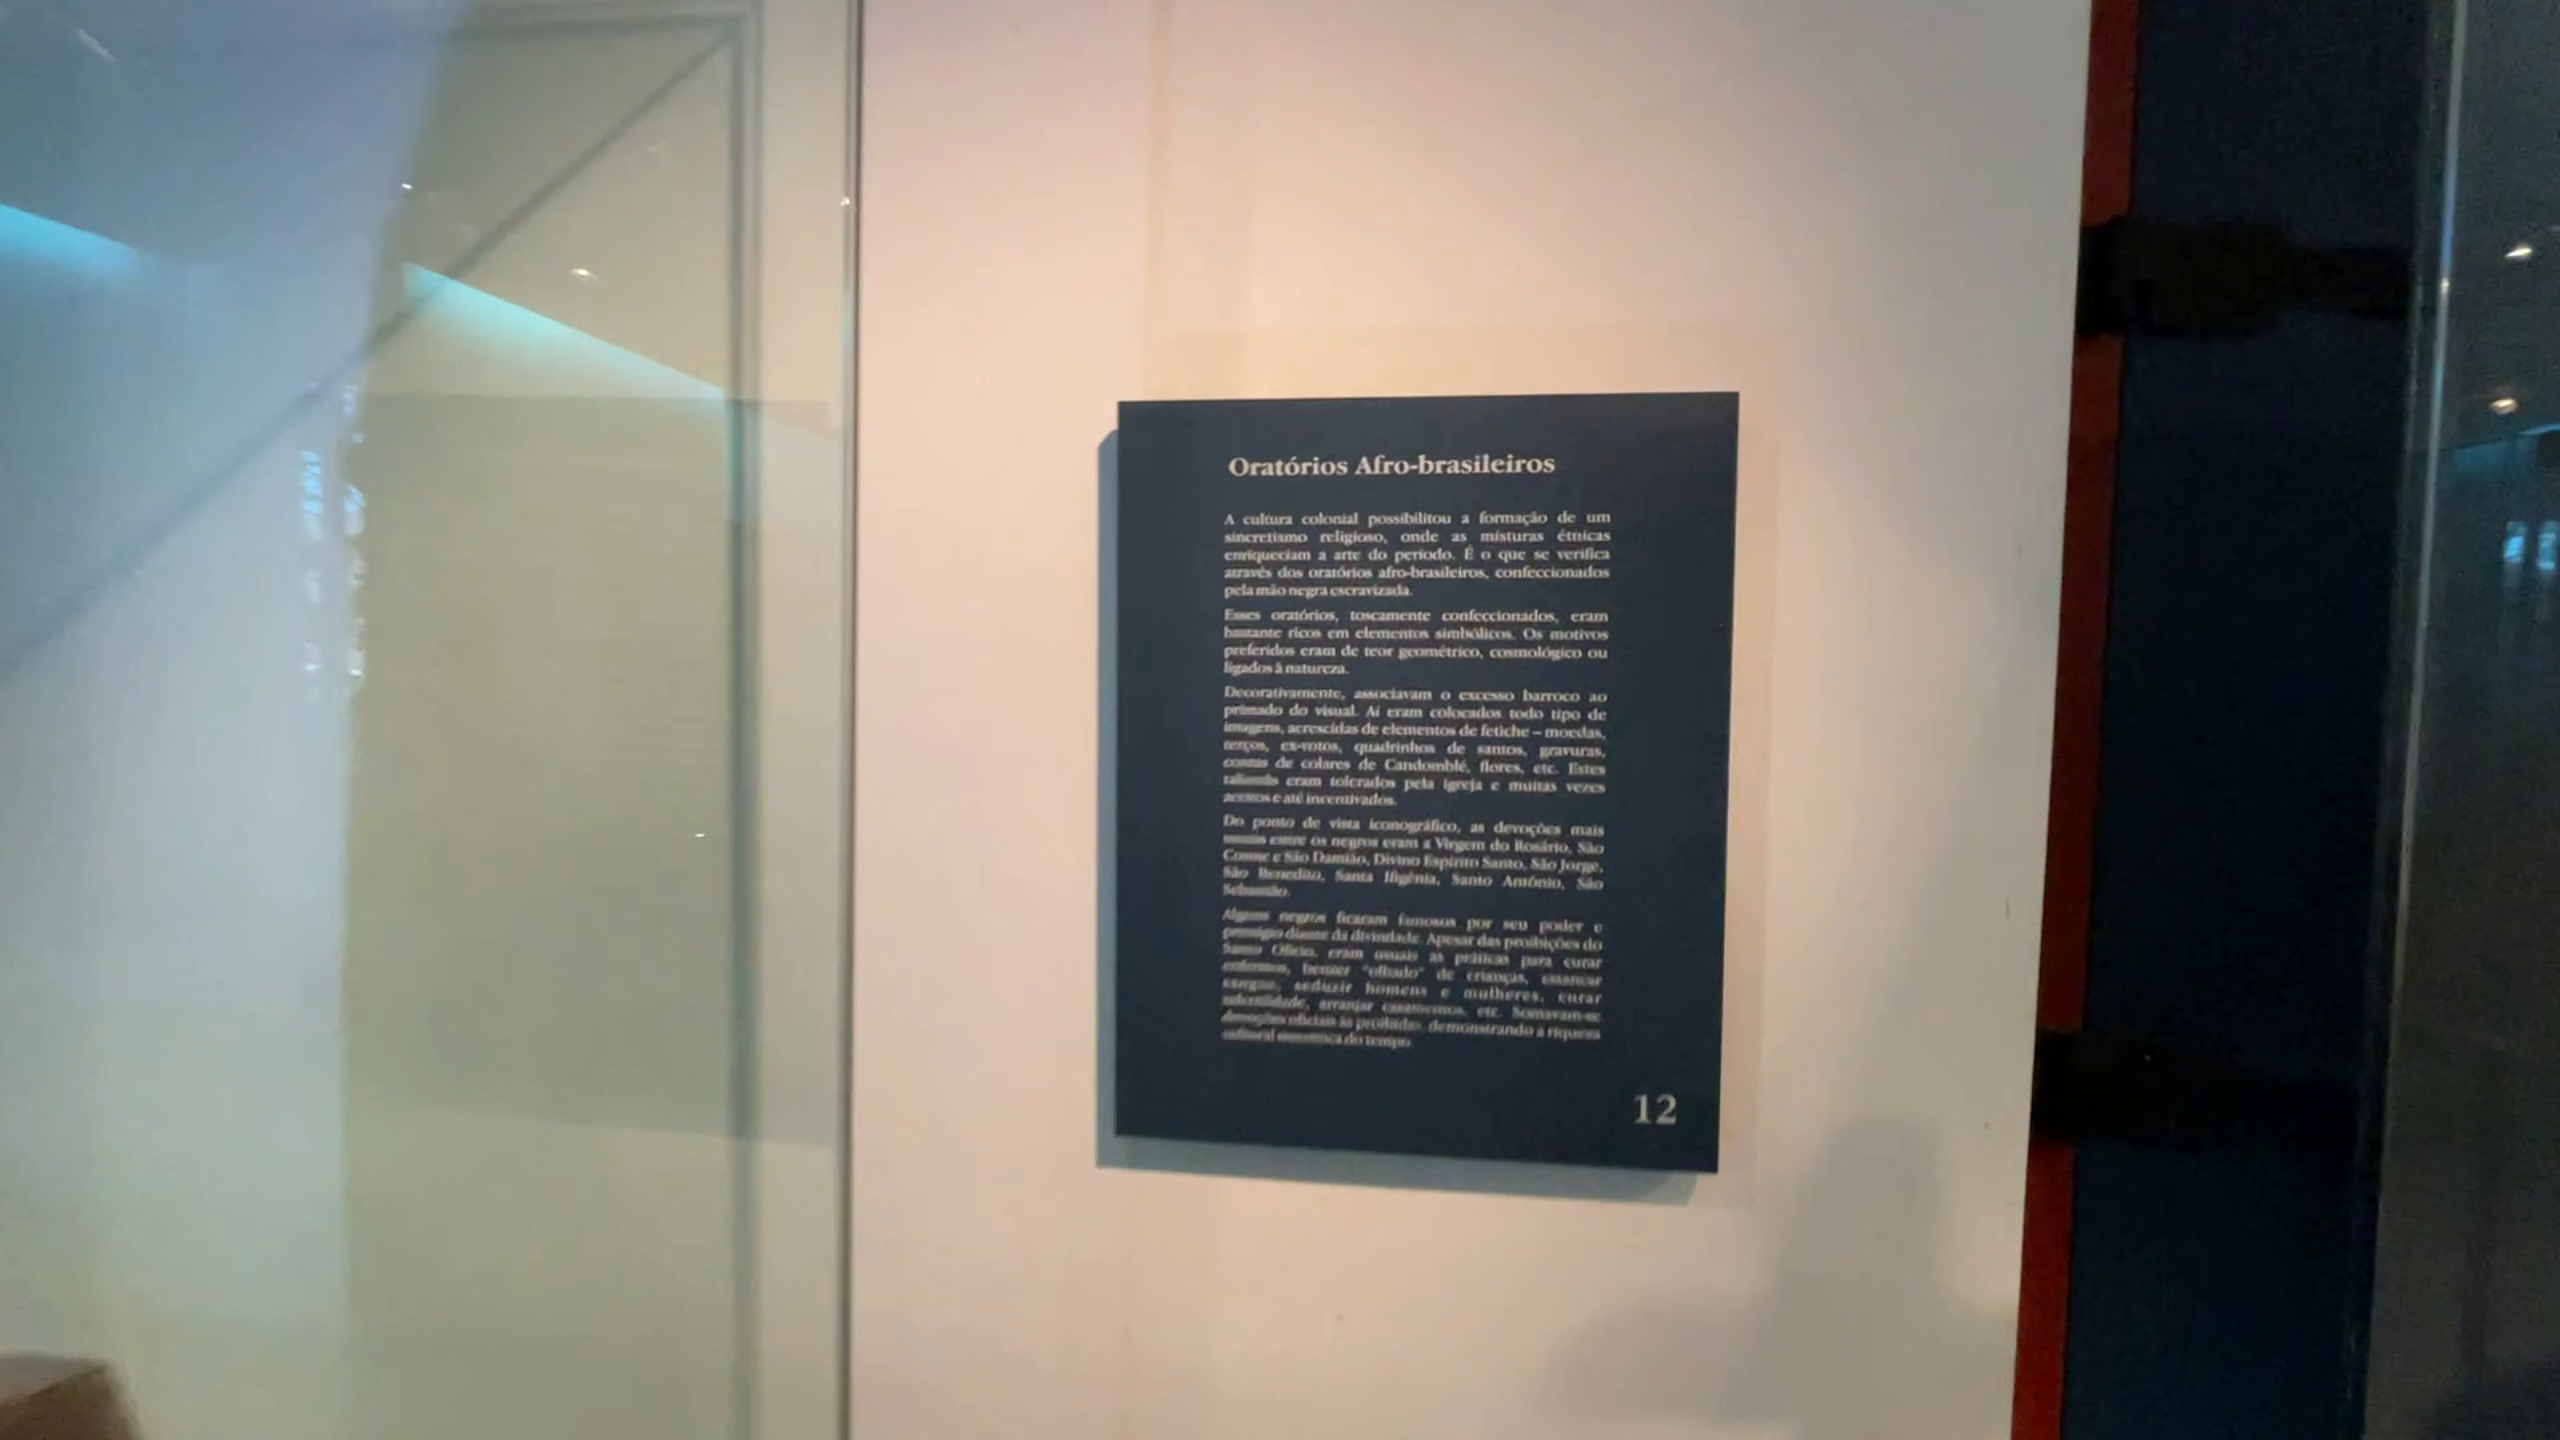 Oratórios Afro-brasileiros
A cultura colonial possibilitou a formação de um
sincretismo religioso, onde as misturas étnicas
enriqueciam a arte do período. É o que se verifica
através dos oratórios afro-brasileiros, confeccionados
pela mão negra escravizada.
Esses oratórios, toscamente confeccionados, eram
bastante ricos em elementos simbólicos. Os motivos
preferidos eram de teor geométrico, cosmológico ou
ligados à natureza.
Decorativamente, associavam o excesso barroco ao
primado do visual. Aí eram colocados todo tipo de
imagens, acrescidas de elementos de fetiche – moedas,
terços, ex-votos, quadrinhos de santos, gravuras,
contas de colares de Candomblé, flores, etc. Estes
talismãs eram tolerados pela igreja e muitas vezes
aceitos e até incentivados.
Do ponto de vista iconográfico, as devoções mais
usuais entre os negros eram a Virgem do Rosário, São
Cosme e São Damião, Divino Espírito Santo, São Jorge,
São Benedito, Santa Ifigênia, Santo Antônio, São
Sebastião.
Alguns negros ficaram famosos por seu poder e
prestígio diante da divindade. Apesar das proibições do
Santo Ofício, eram usuais as práticas para curar
enfermos, benzer "olhado" de crianças, estancar
sangue, seduzir homens e mulheres, curar
arranjar casamentos, etc. Somavam-se
devoções oficiais às proibidas, demonstrando a riqueza
cultural do tempo
12